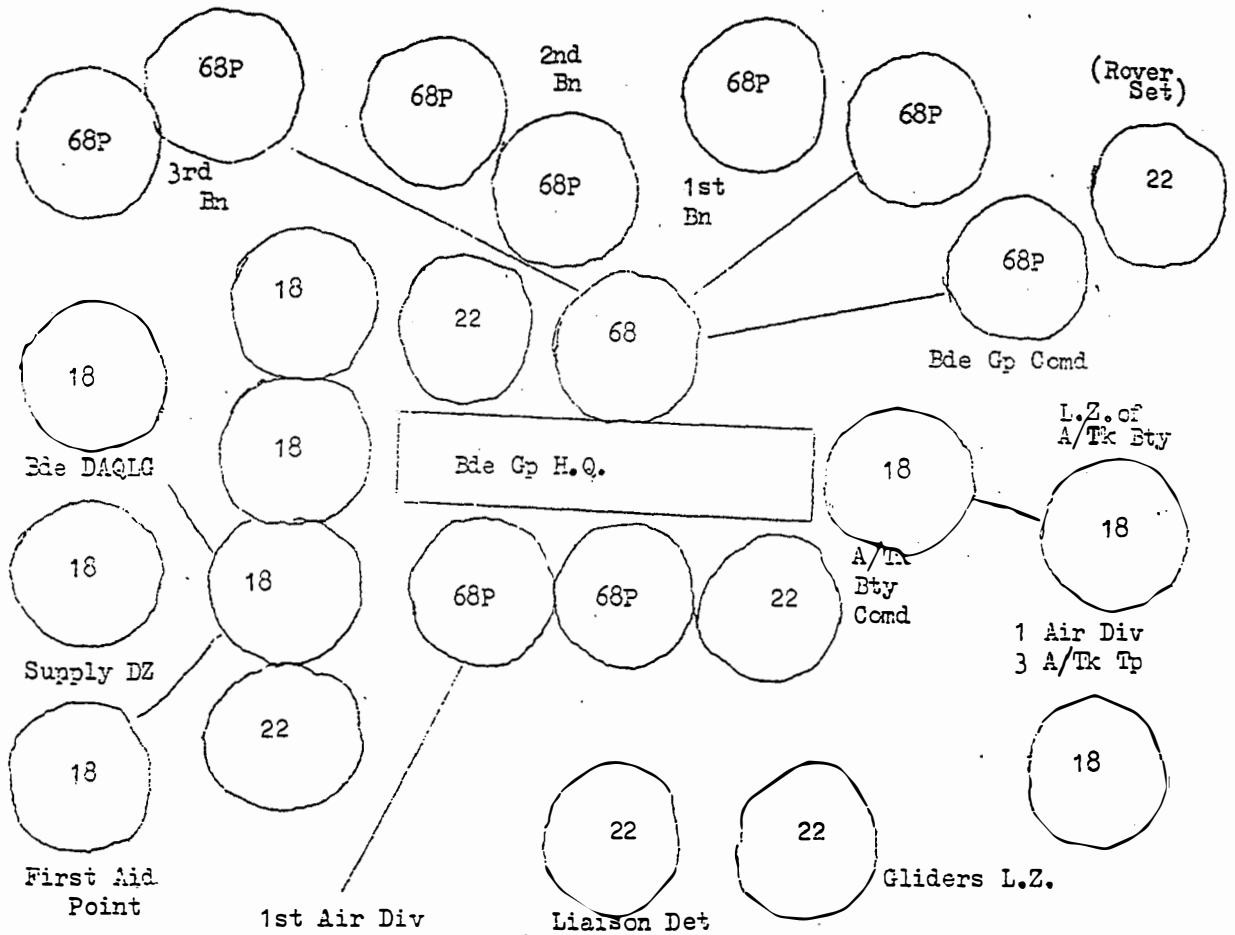 68P
2nd
Bn
68P
68P
68P
68P
(Rover
Set)
68P
3rd
Bn
68P
1st
Bn
22
68P
18
22
68
Bde Gp Comd
18
Bde DAQLG
18
Bde Gp H.Q.
18
L.Z. of
A/Tk Bty
18
18
18
68P
68P
22
A/Tk
Bty
Comd
1 Air Div
3 A/Tk Tp
Supply DZ
22
18
18
22
22
First Aid
Point
1st Air Div
Liaison Det
Gliders L.Z.